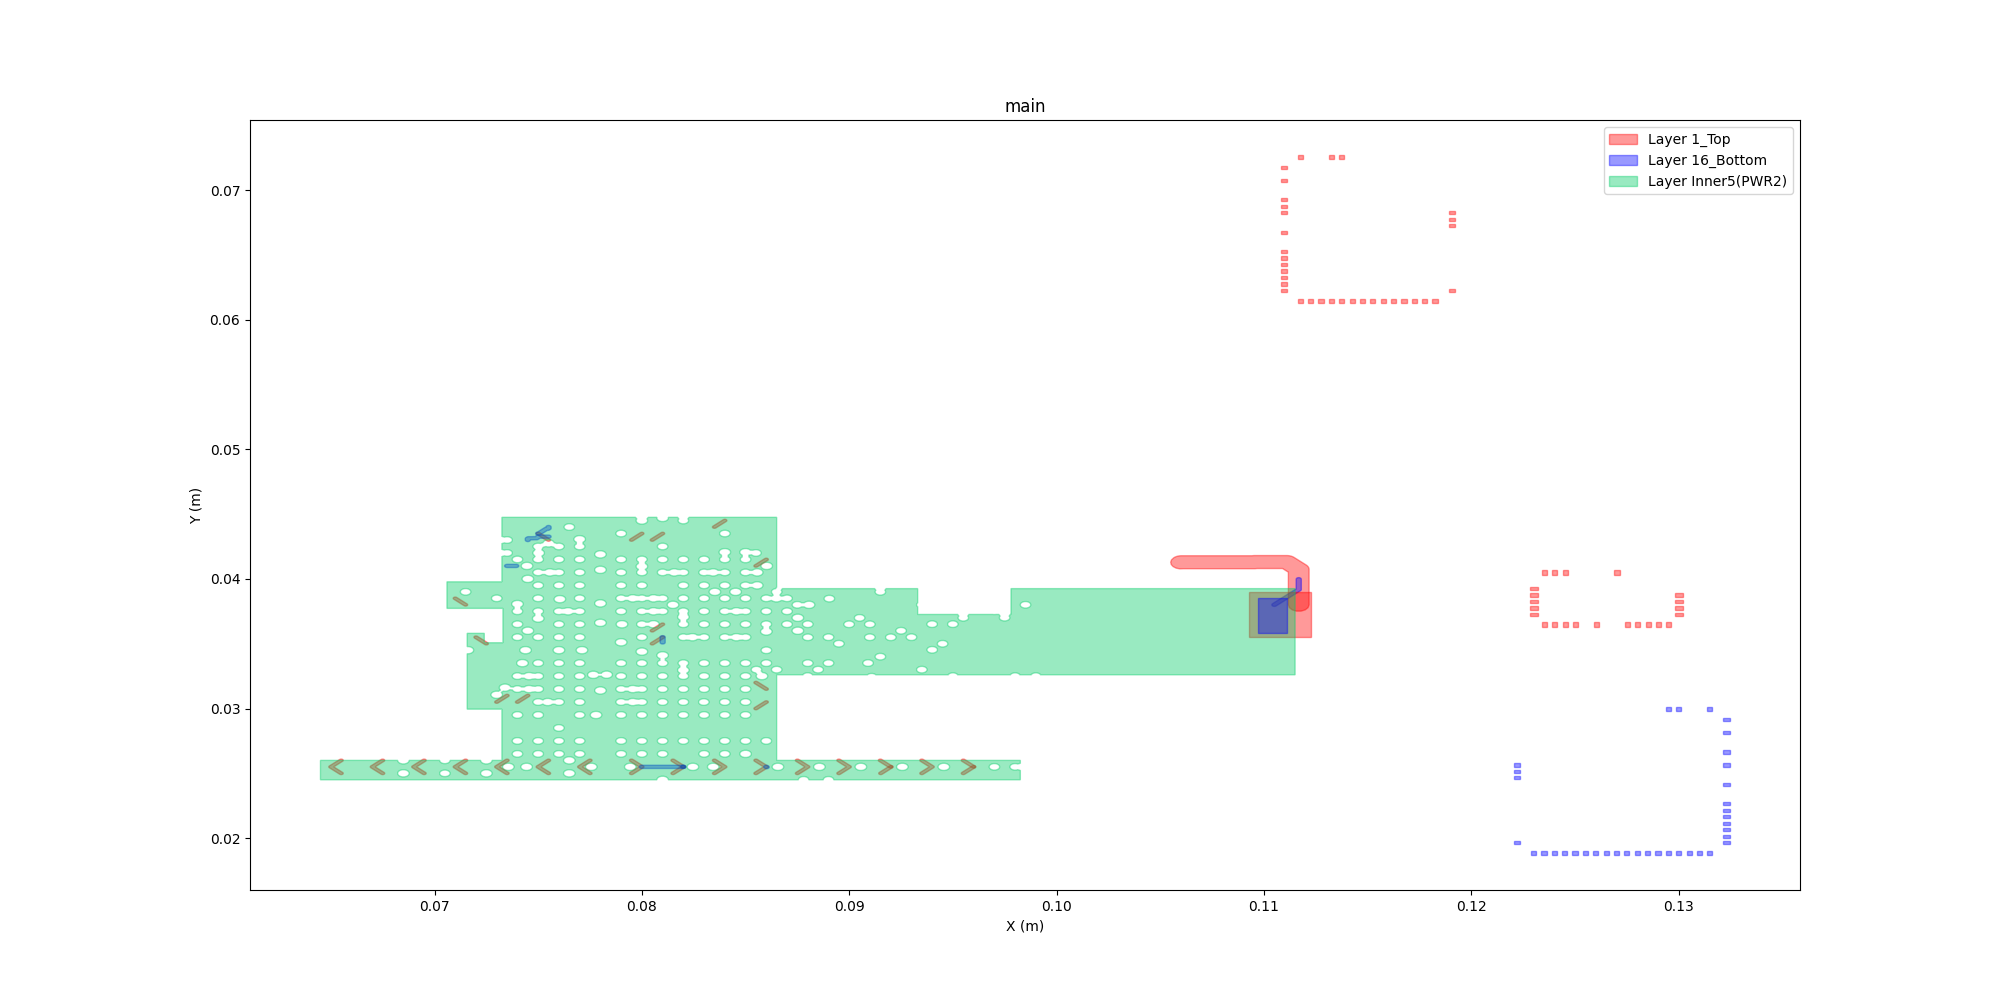 main
Layer 1_Top
Layer 16_Bottom
Layer Inner5(PWR2)
0.07
0.06
0.05
0.04
0.03
0.02
Y (m)
0.07 0.08 0.09 0.10 0.11 0.12 0.13
X (m)